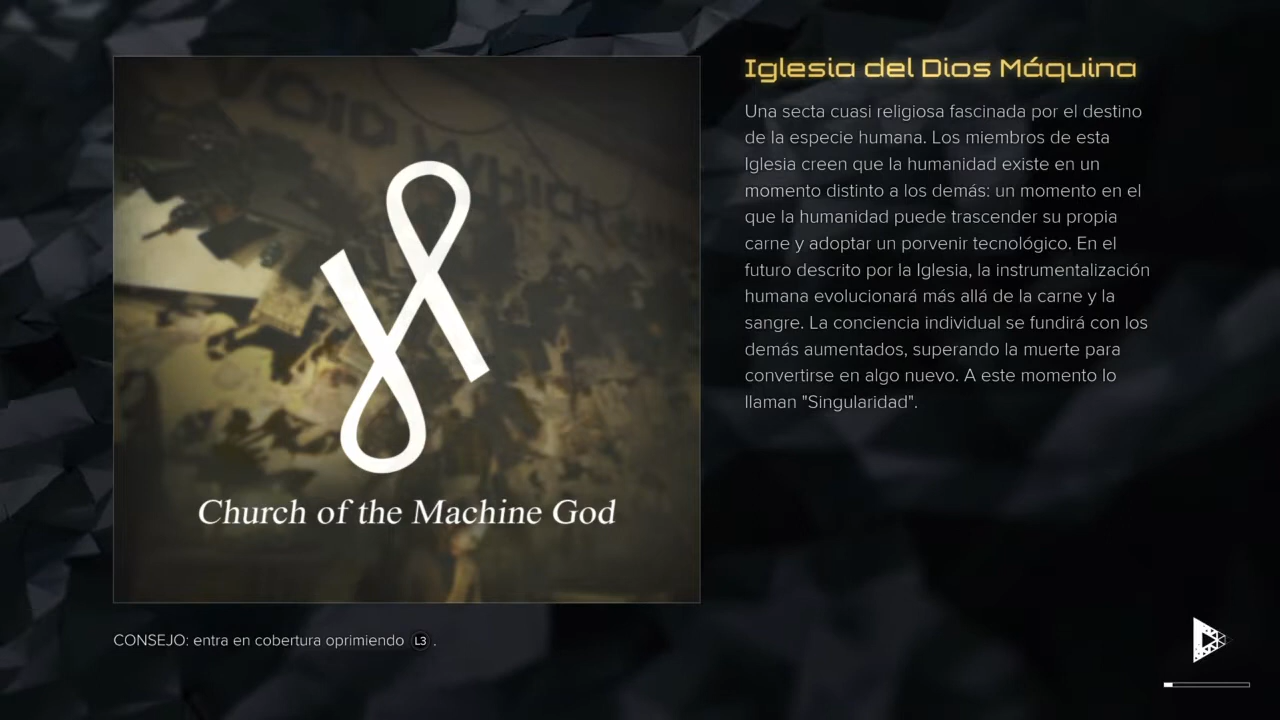 Iglesia del Dios Máquina
Una secta cuasi religiosa fascinada por el destino
de la especie humana. Los miembros de esta
Iglesia creen que la humanidad existe en un
momento distinto a los demás: un momento en el
que la humanidad puede trascender su propia
carne y adoptar un porvenir tecnológico. En el
futuro descrito por la Iglesia, la instrumentalización
humana evolucionará más allá de la carne y la
sangre. La conciencia individual se fundirá con los
demás aumentados, superando la muerte para
convertirse en algo nuevo. A este momento lo
llaman "Singularidad".
VOID WHICH
Church of the Machine God
CONSEJO: entra en cobertura oprimiendo L3 .